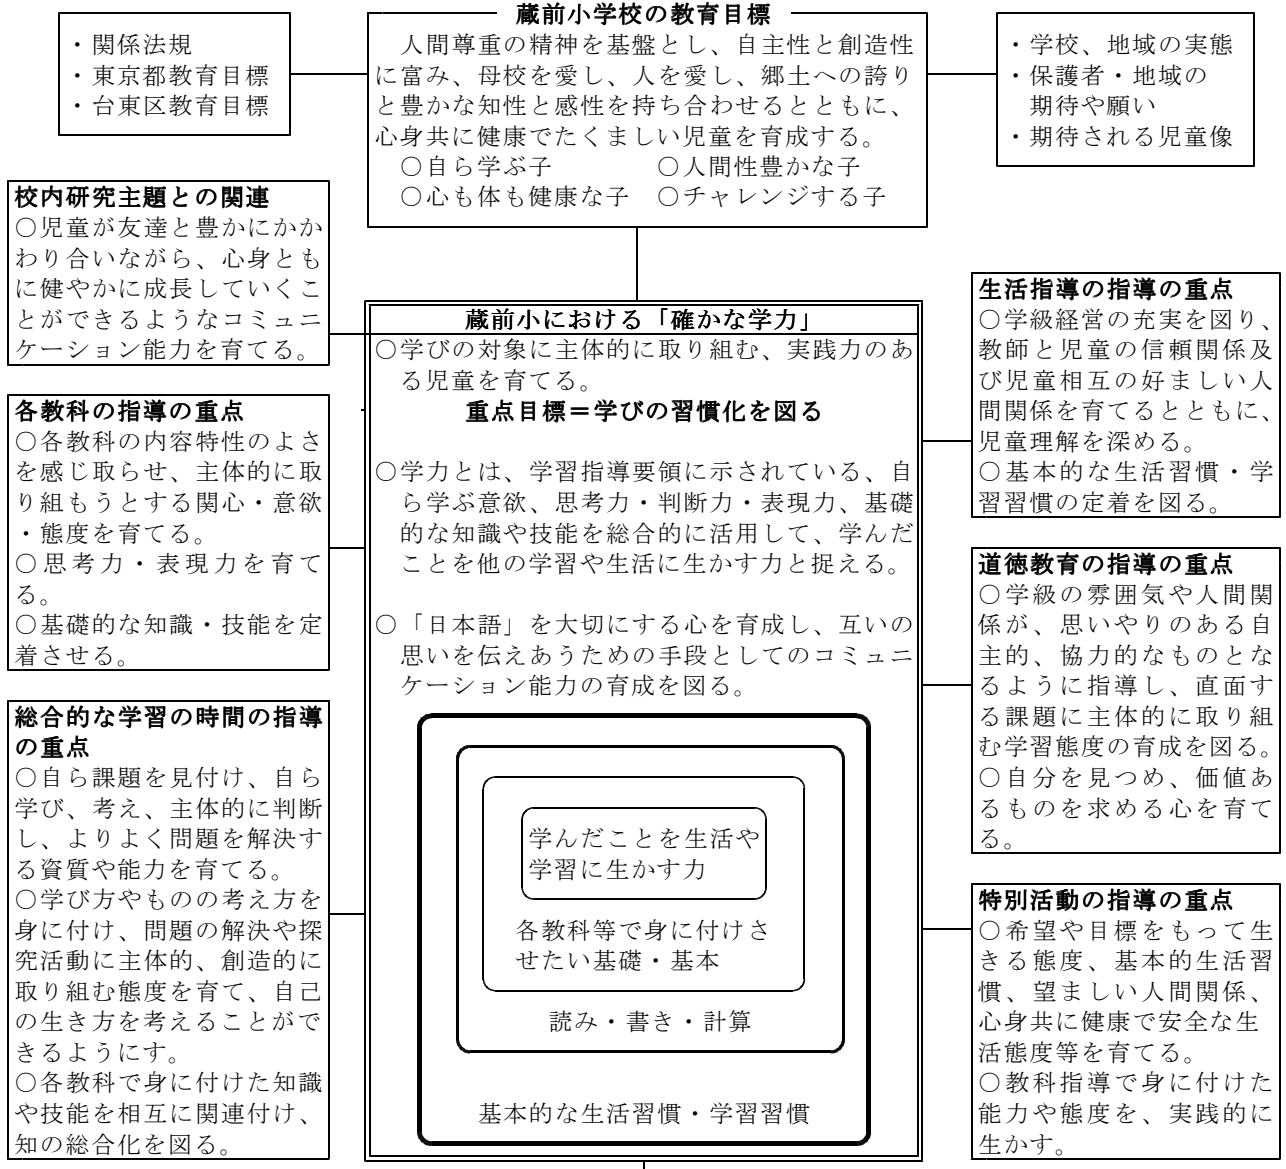 ・関係法規
・東京都教育目標
・台東区教育目標
蔵前小学校の教育目標
人間尊重の精神を基盤とし、自主性と創造性
に富み、母校を愛し、人を愛し、郷土への誇り
と豊かな知性と感性を持ち合わせるとともに、
心身共に健康でたくましい児童を育成する。
○自ら学ぶ子　○人間性豊かな子
○心も体も健康な子　○チャレンジする子
・学校、地域の実態
・保護者・地域の
期待や願い
・期待される児童像
校内研究主題との関連
○児童が友達と豊かにかか
わり合いながら、心身とも
に健やかに成長していくこ
とができるようなコミュニ
ケーション能力を育てる。
各教科の指導の重点
○各教科の内容特性のよさ
を感じ取らせ、主体的に取
り組もうとする関心・意欲
・態度を育てる。
○思考力・表現力を育て
る。
○基礎的な知識・技能を定
着させる。
総合的な学習の時間の指導
の重点
○自ら課題を見付け、自ら
学び、考え、主体的に判断
し、よりよく問題を解決す
る資質や能力を育てる。
○学び方やものの考え方を
身に付け、問題の解決や探
究活動に主体的、創造的に
取り組む態度を育て、自己
の生き方を考えることがで
きるようにす。
○各教科で身に付けた知識
や技能を相互に関連付け、
知の総合化を図る。
蔵前小における「確かな学力」
○学びの対象に主体的に取り組む、実践力のあ
る児童を育てる。
重点目標＝学びの習慣化を図る
○学力とは、学習指導要領に示されている、自
ら学ぶ意欲、思考力・判断力・表現力、基礎
的な知識や技能を総合的に活用して、学んだ
ことを他の学習や生活に生かす力と捉える。
○「日本語」を大切にする心を育成し、互いの
思いを伝えあうための手段としてのコミュニ
ケーション能力の育成を図る。
学んだことを生活や
学習に生かす力
各教科等で身に付けさ
せたい基礎・基本
読み・書き・計算
基本的な生活習慣・学習習慣
生活指導の指導の重点
○学級経営の充実を図り、
教師と児童の信頼関係及
び児童相互の好ましい人
間関係を育てるとともに、
児童理解を深める。
○基本的な生活習慣・学
習習慣の定着を図る。
道徳教育の指導の重点
○学級の雰囲気や人間関
係が、思いやりのある自
主的、協力的なものとな
るように指導し、直面す
る課題に主体的に取り組
む学習態度の育成を図る。
○自分を見つめ、価値あ
るものを求める心を育て
る。
特別活動の指導の重点
○希望や目標をもって生
きる態度、基本的生活習
慣、望ましい人間関係、
心身共に健康で安全な生
活態度等を育てる。
○教科指導で身に付けた
能力や態度を、実践的に
生かす。